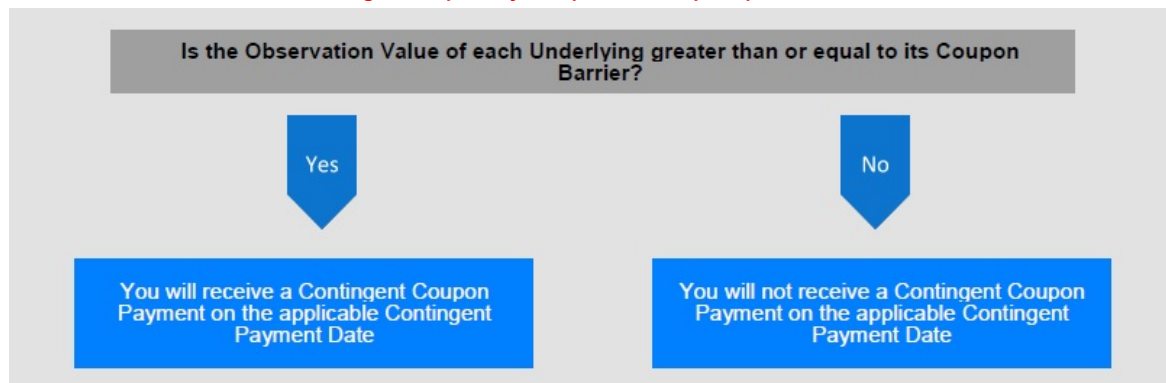 Is the Observation Value of each Underlying greater than or equal to its Coupon
Barrier?
Yes
No
You will receive a Contingent Coupon
Payment on the applicable Contingent
Payment Date
You will not receive a Contingent Coupon
Payment on the applicable Contingent
Payment Date